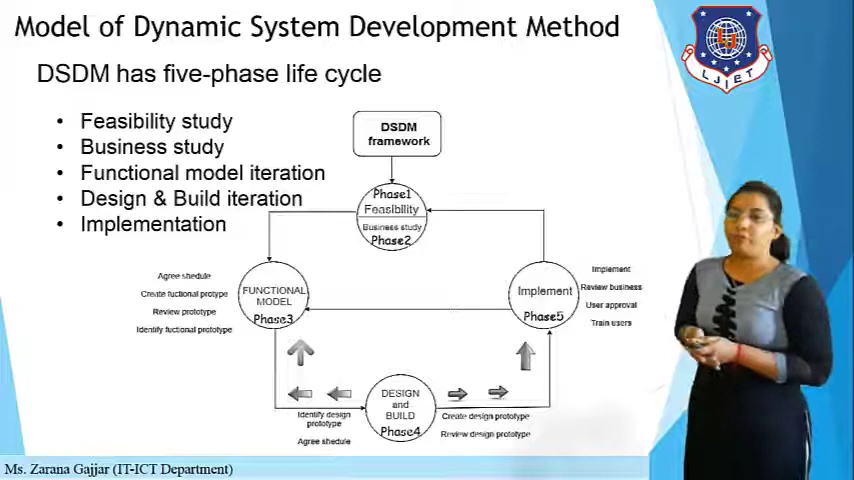 Model of Dynamic System Development Method
DSDM has five-phase life cycle
• Feasibility study
• Business study
• Functional model iteration
• Design & Build iteration
• Implementation
DSDM
framework
Phase1
Feasibility
Business study
Phase2
Agree shedule
Create fuctional protype
Review prototype
Identify fuctional prototype
FUNCTIONAL
MODEL
Phase3
Implement
Phase5
Implement
Review business
User approval
Train users
DESIGN
and
BUILD
Phase4
Identify design
prototype
Agree shedule
Create design prototype
Review design prototype
LJIET
Ms. Zarana Gajjar (IT-ICT Department)